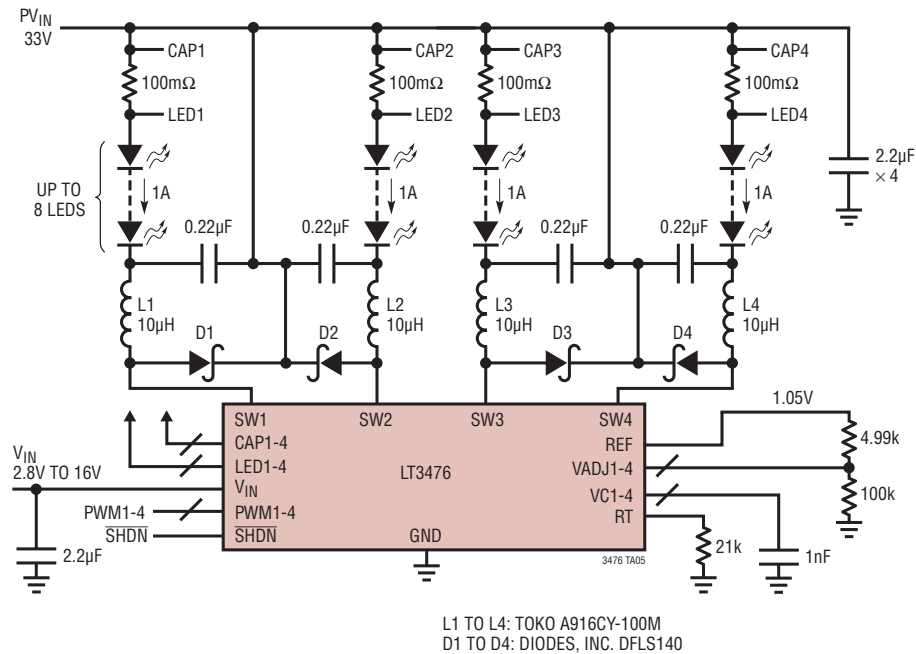 PVIN
33V
CAP1
CAP2
CAP3
CAP4
100mΩ
100mΩ
100mΩ
100mΩ
LED1
LED2
LED3
LED4
2.2µF
× 4
UP TO
8 LEDS
1A
1A
1A
1A
0.22µF
0.22µF
0.22µF
0.22µF
L1
10µH
L2
10µH
L3
10µH
L4
10µH
D1
D2
D3
D4
SW1
SW2
SW3
SW4
1.05V
CAP1-4
REF
4.99k
VIN
2.8V TO 16V
LED1-4
LT3476
VADJ1-4
VIN
VC1-4
100k
PWM1-4
PWM1-4
RT
SHDN
SHDN
GND
2.2µF
3476 TA05
21k
1nF
L1 TO L4: TOKO A916CY-100M
D1 TO D4: DIODES, INC. DFLS140